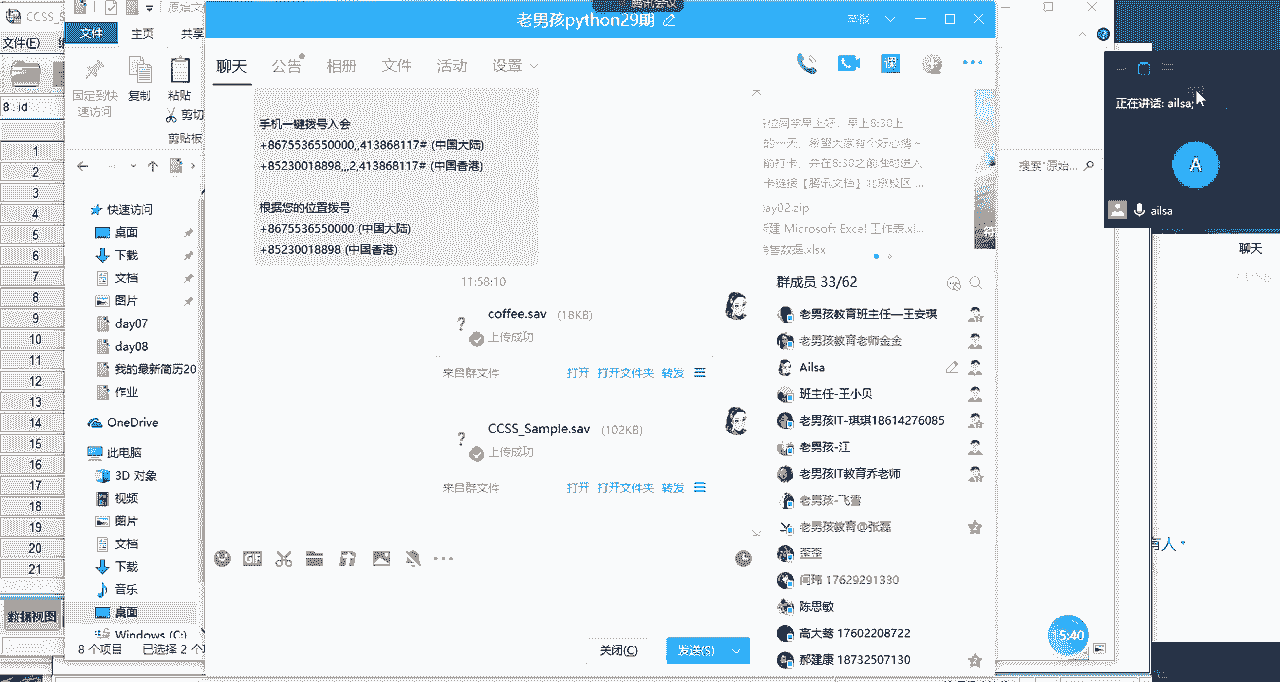 CCSS_S
文件(E)
8 : id
1
2
3
4
5
6
7
8
10
11
12
13
14
15
16
17
18
19
20
21
数据视图
文件
主页
共享
固定到快
速访问
复制
粘贴
剪切
剪贴板
快速访问
桌面
下载
文档
图片
day07
day08
我的最新简历20
作业
OneDrive
此电脑
3D 对象
视频
图片
文档
下载
音乐
桌面
Windows (C:)
8 个项目
已选择 2 个
腾讯会议
老男孩python29期
举报
聊天
公告
相册
文件
活动
设置
手机一键拨号入会
+8675536550000,,413868117# (中国大陆)
+85230018898,,,2,413868117# (中国香港)
根据您的位置拨号
+8675536550000 (中国大陆)
+85230018898 (中国香港)
11:58:10
coffee.sav (18KB)
上传成功
来自群文件
打开 打开文件夹 转发
CCSS_Sample.sav (102KB)
上传成功
来自群文件
打开 打开文件夹 转发
关闭(C)
发送(S)
位同学早上好，早上8:30上
的一天，希望大家有个好心情~
前打卡，并在8:30之前准时进入
卡链接【腾讯文档】北京校区 ...
day02.zip
新建 Microsoft Excel 工作表.xl...
售数据.xlsx
群成员 33/62
老男孩教育班主任—王安琪
老男孩教育老师金金
Ailsa
班主任-王小贝
老男孩IT-琪琪18614276085
老男孩-江
老男孩IT教育乔老师
老男孩-飞雪
老男孩教育@张磊
闫玮 17629291330
陈思敏
高大骞 17602208722
郝建康 18732507130
搜索"原始...
正在讲话: ailsa;
A
ailsa
聊天
有人
15:40